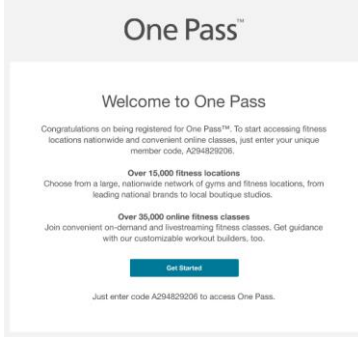 One Pass™
Welcome to One Pass
Congratulations on being registered for One Pass™. To start accessing fitness
locations nationwide and convenient online classes, just enter your unique
member code, A294829206.
Over 15,000 fitness locations
Choose from a large, nationwide network of gyms and fitness locations, from
leading national brands to local boutique studios.
Over 35,000 online fitness classes
Join convenient on-demand and livestreaming fitness classes. Get guidance
with our customizable workout builders, too.
Get Started
Just enter code A294829206 to access One Pass.